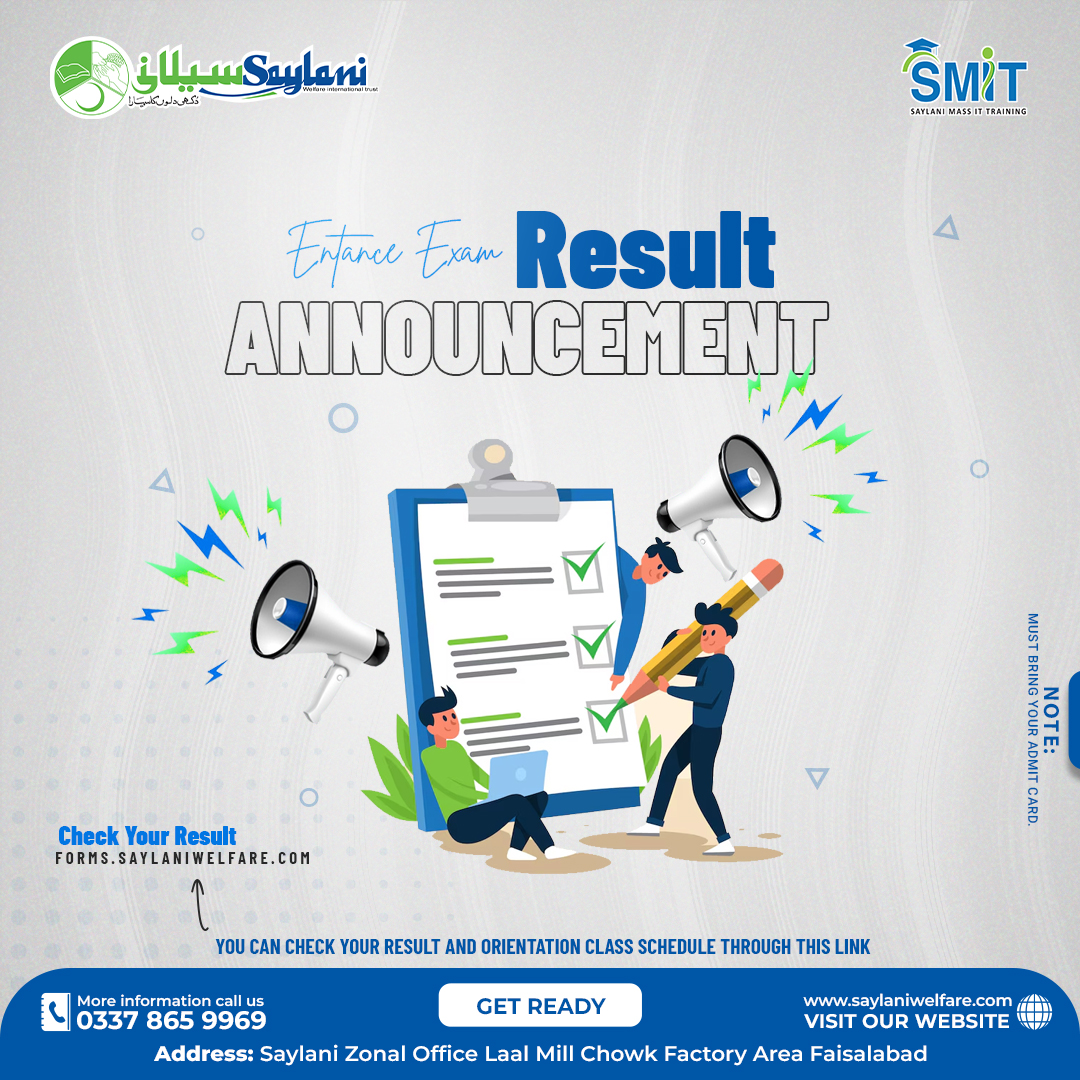 سیلانی Saylani
Welfare international trust
دُکھی دلوں کا سہارا
SMiT
SAYLANI MASS IT TRAINING
Entance Exam Result
ANNOUNCEMENT
NOTE:
MUST BRING YOUR ADMIT CARD.
Check Your Result
FORMS.SAYLANIWELFARE.COM
YOU CAN CHECK YOUR RESULT AND ORIENTATION CLASS SCHEDULE THROUGH THIS LINK
More information call us
0337 865 9969
GET READY
www.saylaniwelfare.com
VISIT OUR WEBSITE
Address: Saylani Zonal Office Laal Mill Chowk Factory Area Faisalabad